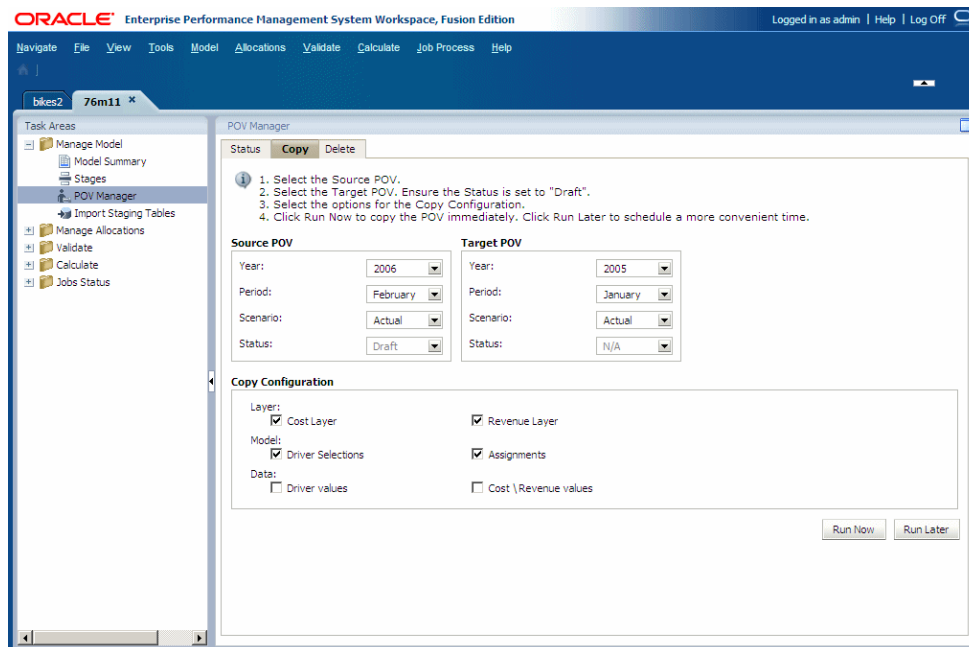 ORACLE® Enterprise Performance Management System Workspace, Fusion Edition
Logged in as admin | Help | Log Off
Navigate File View Tools Model Allocations Validate Calculate Job Process Help
bikes2 76m11 ×
Task Areas
Manage Model
Model Summary
Stages
POV Manager
Import Staging Tables
Manage Allocations
Validate
Calculate
Jobs Status
POV Manager
Status Copy Delete
1. Select the Source POV.
2. Select the Target POV. Ensure the Status is set to "Draft".
3. Select the options for the Copy Configuration.
4. Click Run Now to copy the POV immediately. Click Run Later to schedule a more convenient time.
Source POV
Year: 2006
Period: February
Scenario: Actual
Status: Draft
Target POV
Year: 2005
Period: January
Scenario: Actual
Status: N/A
Copy Configuration
Layer:
Cost Layer Revenue Layer
Model:
Driver Selections Assignments
Data:
Driver values Cost \Revenue values
Run Now Run Later